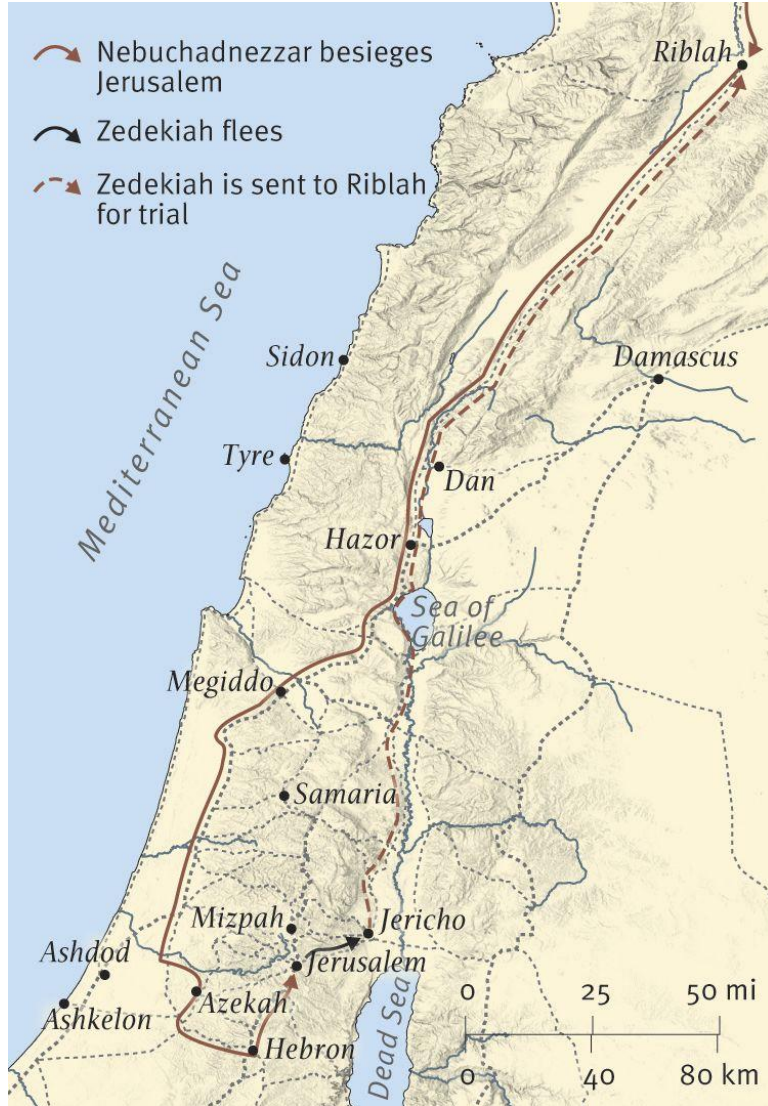 Nebuchadnezzar besieges
Jerusalem
Zedekiah flees
Zedekiah is sent to Riblah
for trial
Riblah
Mediterranean Sea
Sidon
Damascus
Tyre
Dan
Hazor
Sea of
Galilee
Megiddo
Samaria
Mizpah
Jericho
Ashdod
Jerusalem
Azekah
Ashkelon
Hebron
Dead Sea
0 25 50 mi
0 40 80 km